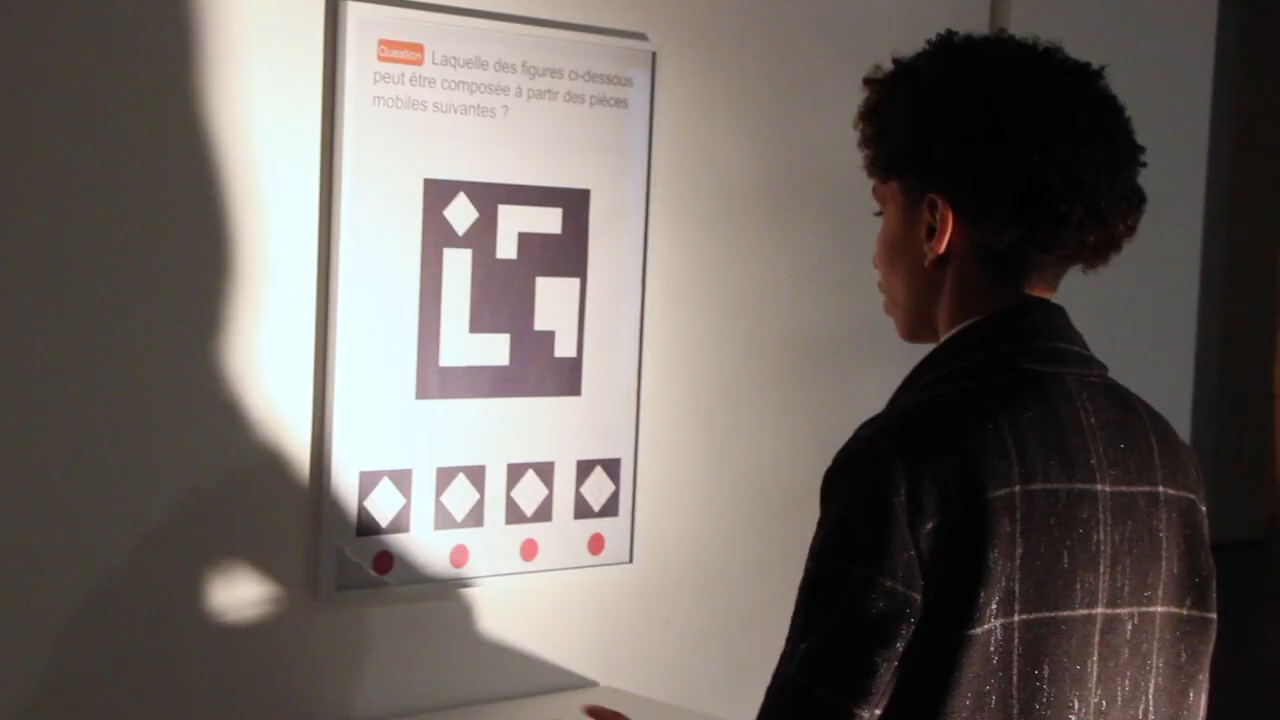 Question Laquelle des figures ci-dessous
peut être composée à partir des pièces
mobiles suivantes ?